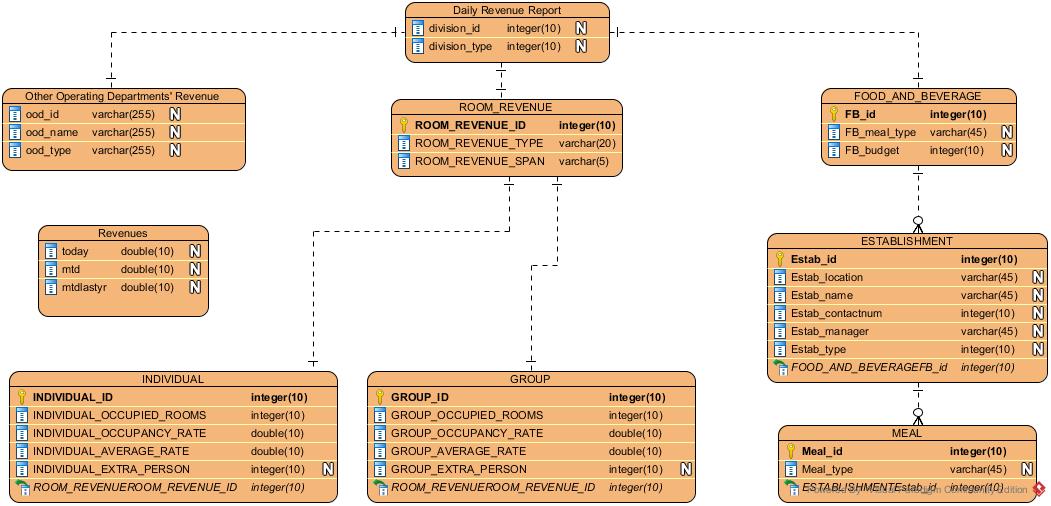 Daily Revenue Report
division_id integer(10) N
division_type integer(10) N
Other Operating Departments' Revenue
ood_id varchar(255) N
ood_name varchar(255) N
ood_type varchar(255) N
ROOM_REVENUE
ROOM_REVENUE_ID integer(10)
ROOM_REVENUE_TYPE varchar(20)
ROOM_REVENUE_SPAN varchar(5)
FOOD_AND_BEVERAGE
FB_id integer(10)
FB_meal_type varchar(45) N
FB_budget integer(10) N
Revenues
today double(10) N
mtd double(10) N
mtdlastyr double(10) N
ESTABLISHMENT
Estab_id integer(10)
Estab_location varchar(45) N
Estab_name varchar(45) N
Estab_contactnum integer(10) N
Estab_manager varchar(45) N
Estab_type integer(10) N
FOOD_AND_BEVERAGEFB_id integer(10)
INDIVIDUAL
INDIVIDUAL_ID integer(10)
INDIVIDUAL_OCCUPIED_ROOMS integer(10)
INDIVIDUAL_OCCUPANCY_RATE double(10)
INDIVIDUAL_AVERAGE_RATE double(10)
INDIVIDUAL_EXTRA_PERSON integer(10) N
ROOM_REVENUEROOM_REVENUE_ID integer(10)
GROUP
GROUP_ID integer(10)
GROUP_OCCUPIED_ROOMS integer(10)
GROUP_OCCUPANCY_RATE double(10)
GROUP_AVERAGE_RATE double(10)
GROUP_EXTRA_PERSON integer(10) N
ROOM_REVENUEROOM_REVENUE_ID integer(10)
MEAL
Meal_id integer(10)
Meal_type varchar(45) N
ESTABLISHMENTEstab_id integer(10)